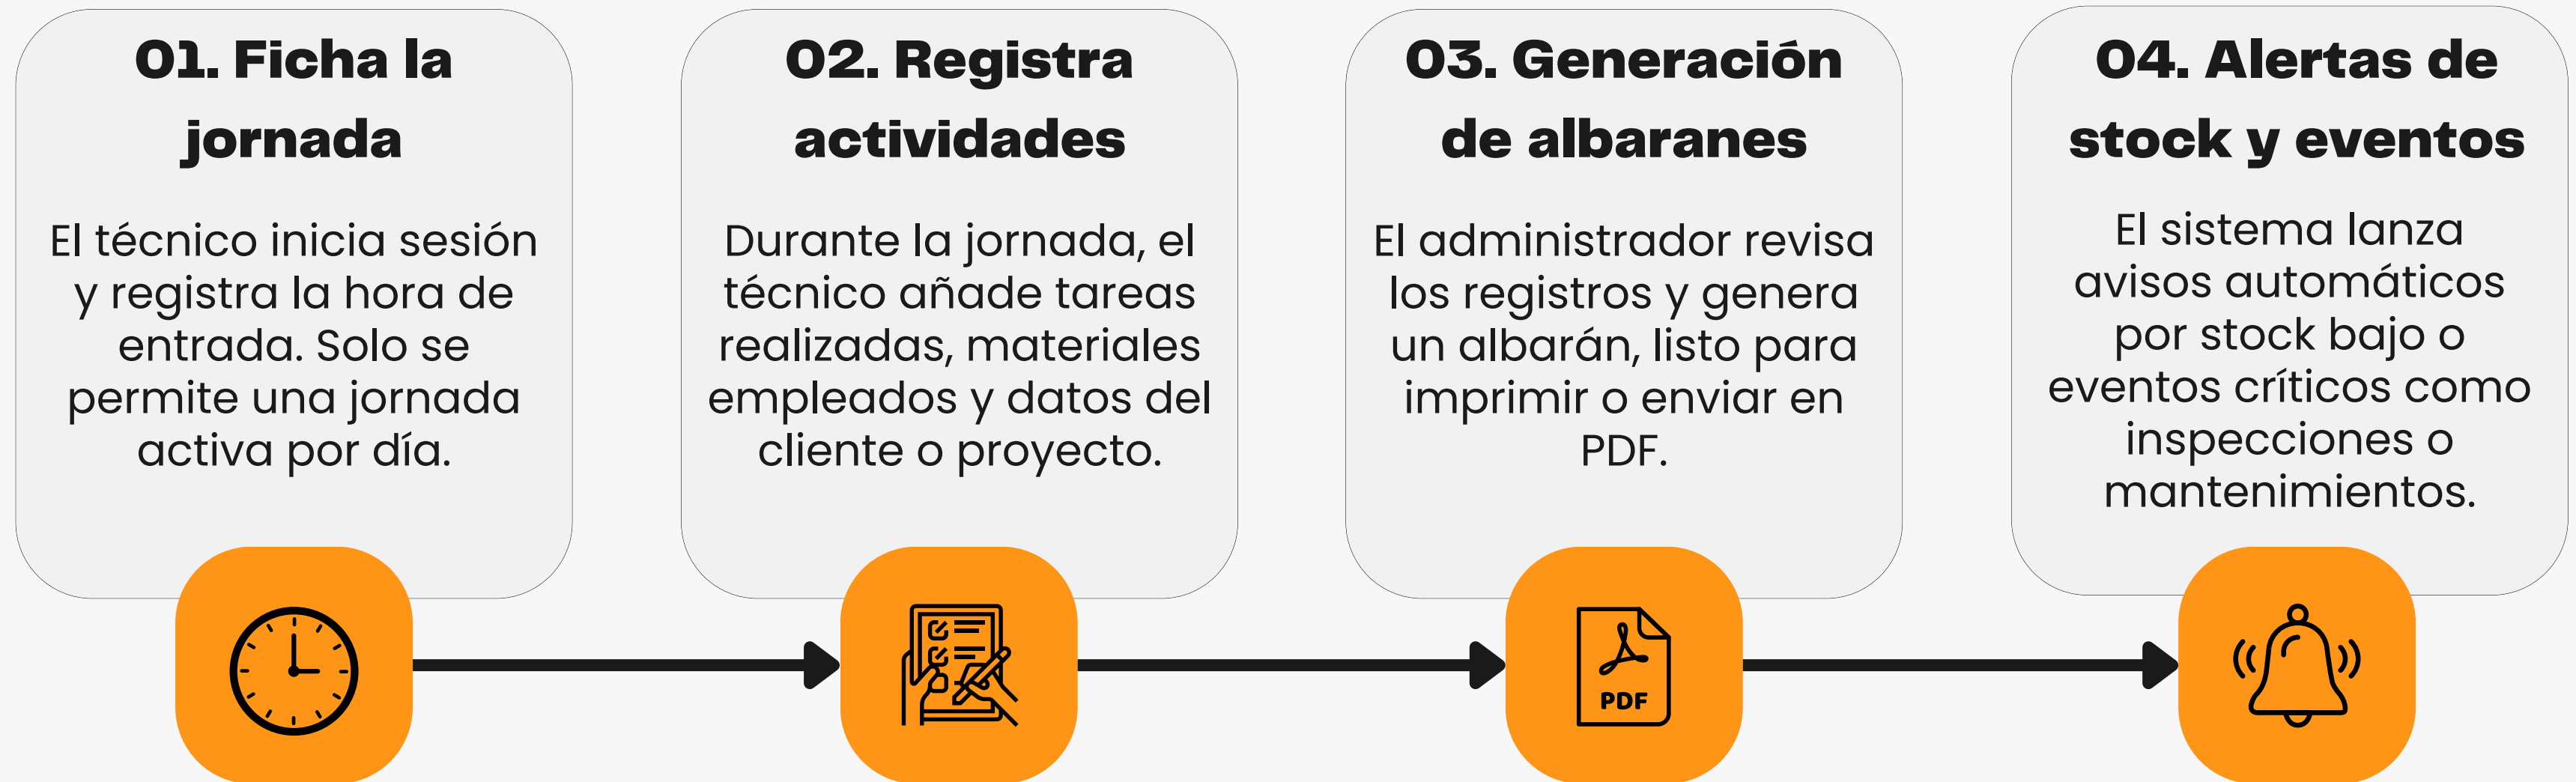 01. Ficha la
jornada
El técnico inicia sesión
y registra la hora de
entrada. Solo se
permite una jornada
activa por día.
02. Registra
actividades
Durante la jornada, el
técnico añade tareas
realizadas, materiales
empleados y datos del
cliente o proyecto.
03. Generación
de albaranes
El administrador revisa
los registros y genera
un albarán, listo para
imprimir o enviar en
PDF.
04. Alertas de
stock y eventos
El sistema lanza
avisos automáticos
por stock bajo o
eventos críticos como
inspecciones o
mantenimientos.
PDF